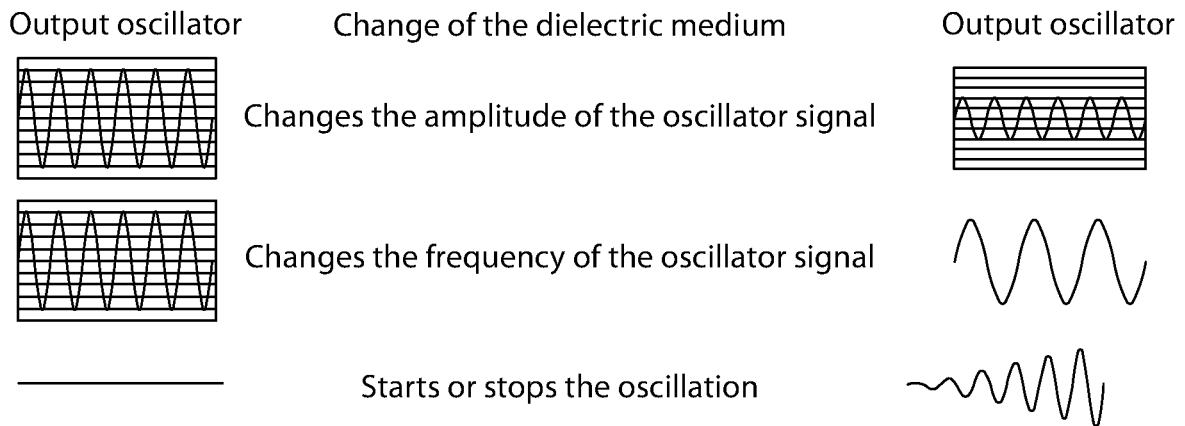 Output oscillator
Change of the dielectric medium
Output oscillator
Changes the amplitude of the oscillator signal
Changes the frequency of the oscillator signal
Starts or stops the oscillation